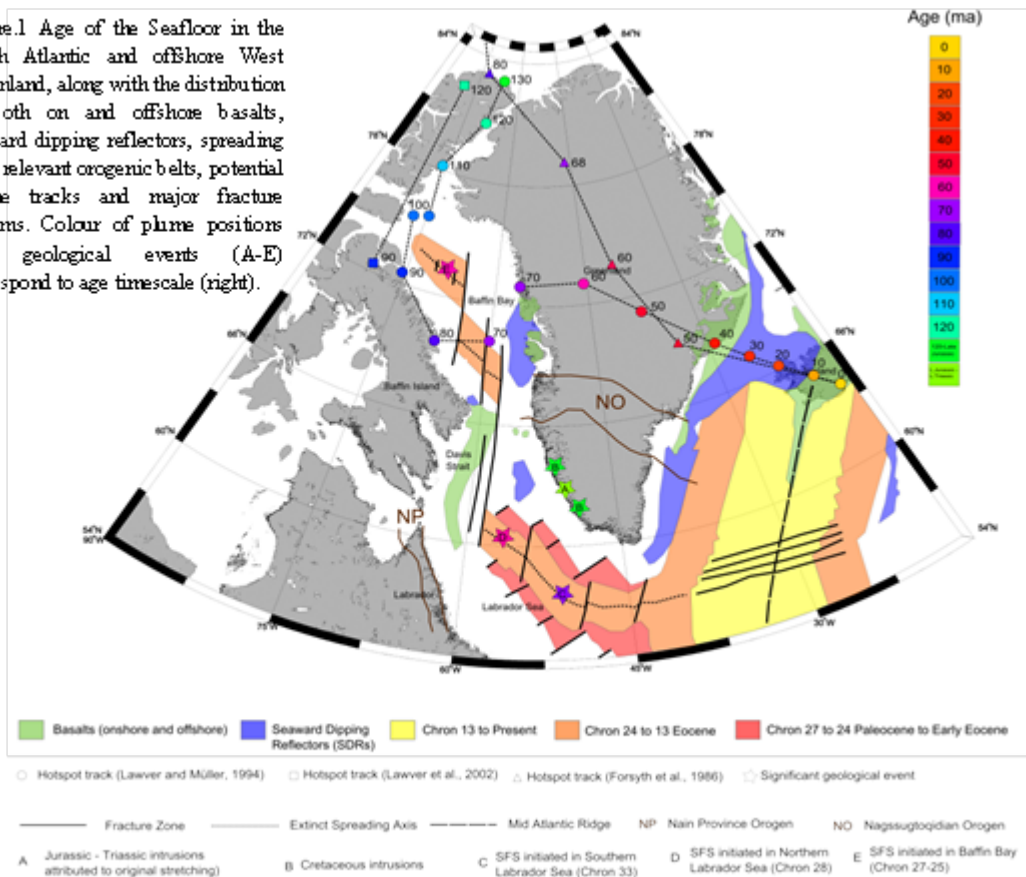 e.1 Age of the Seafloor in the
h Atlantic and offshore West
nland, along with the distribution
oth on and offshore basalts,
ard dipping reflectors, spreading
relevant orogenic belts, potential
e tracks and major fracture
ms. Colour of plume positions
geological events (A-E)
spond to age timescale (right).
Age (ma)
0
10
20
30
40
50
60
70
80
90
100
110
120
84°N
84°N
80
130
120
120
78°N
78°N
110
68
100
72°N
72°N
90
90
60
70
60
Baffin Bay
50
66°N
66°N
80
70
50
40
30
20
10
0
Baffin Island
NO
60°N
60°N
Davis
Strait
B
A
B
NP
D
54°N
90°W
54°N
Labrador
Labrador Sea
75°W
60°W
45°W
30°W
Basalts (onshore and offshore)
Seaward Dipping
Reflectors (SDRs)
Chron 13 to Present
Chron 24 to 13 Eocene
Chron 27 to 24 Paleocene to Early Eocene
Hotspot track (Lawver and Müller, 1994)
Hotspot track (Lawver et al., 2002)
Hotspot track (Forsyth et al., 1986)
Significant geological event
Fracture Zone
Extinct Spreading Axis
Mid Atlantic Ridge
NP Nain Province Orogen
NO Nagssugtoqidian Orogen
A Jurassic - Triassic intrusions
attributed to original stretching)
B Cretaceous intrusions
C SFS initiated in Southern
Labrador Sea (Chron 33)
D SFS initiated in Northern
Labrador Sea (Chron 28)
E SFS initiated in Baffin Bay
(Chron 27-25)